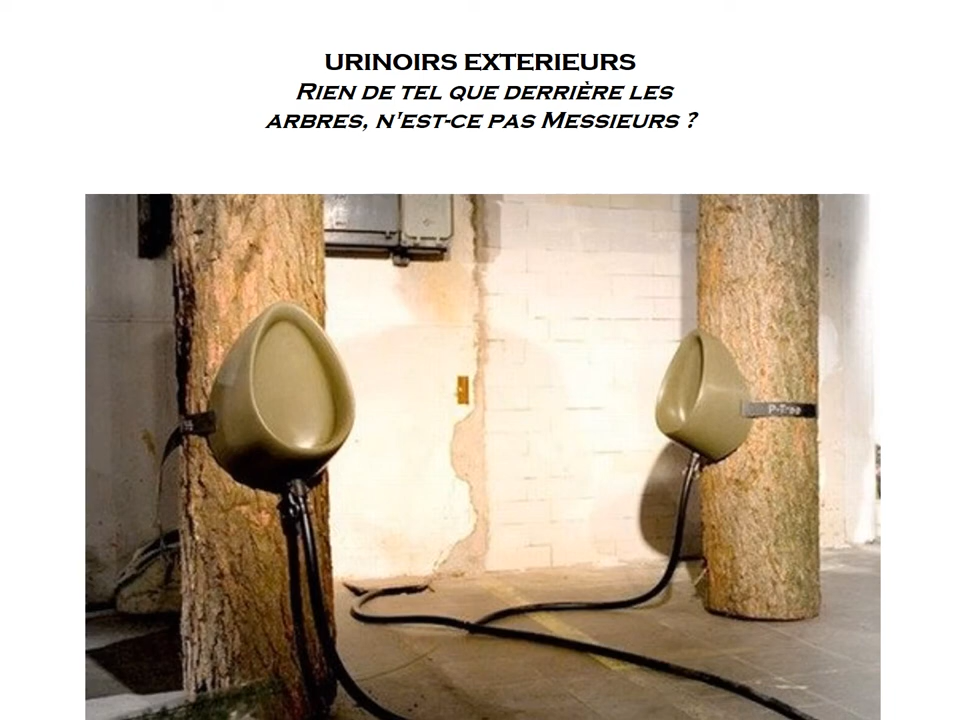 URINOIRS EXTERIEURS
RIEN DE TEL QUE DERRIÈRE LES
ARBRES, N'EST-CE PAS MESSIEURS ?
P-Tree